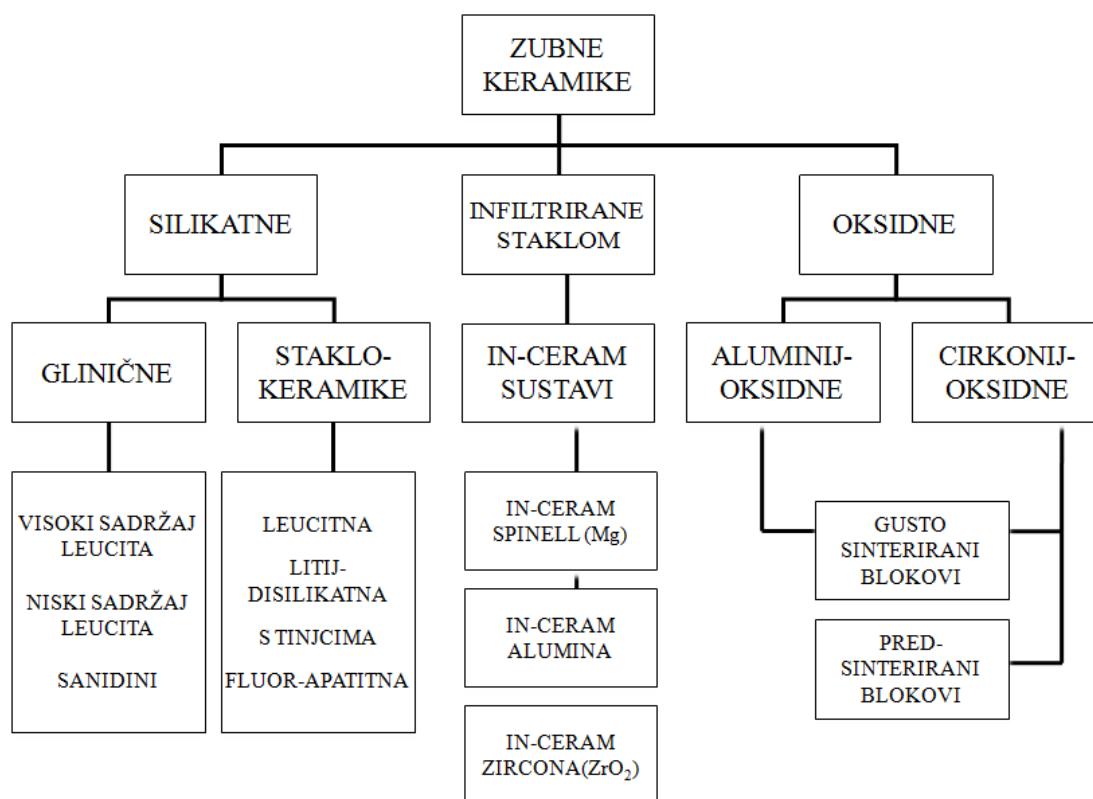 ZUBNE
KERAMIKE
SILIKATNE
INFILTRIRANE
STAKLOM
OKSIDNE
GLINIČNE
STAKLO-
KERAMIKE
IN-CERAM
SUSTAVI
ALUMINIJ-
OKSIDNE
CIRKONIJ-
OKSIDNE
VISOKI SADRŽAJ
LEUCITA
NISKI SADRŽAJ
LEUCITA
SANIDINI
LEUCITNA
LITIJ-
DISILIKATNA
S TINJCIMA
FLUOR-APATITNA
IN-CERAM
SPINELL (Mg)
IN-CERAM
ALUMINA
IN-CERAM
ZIRCONA(ZrO₂)
GUSTO
SINTERIRANI
BLOKOVI
PRED-
SINTERIRANI
BLOKOVI